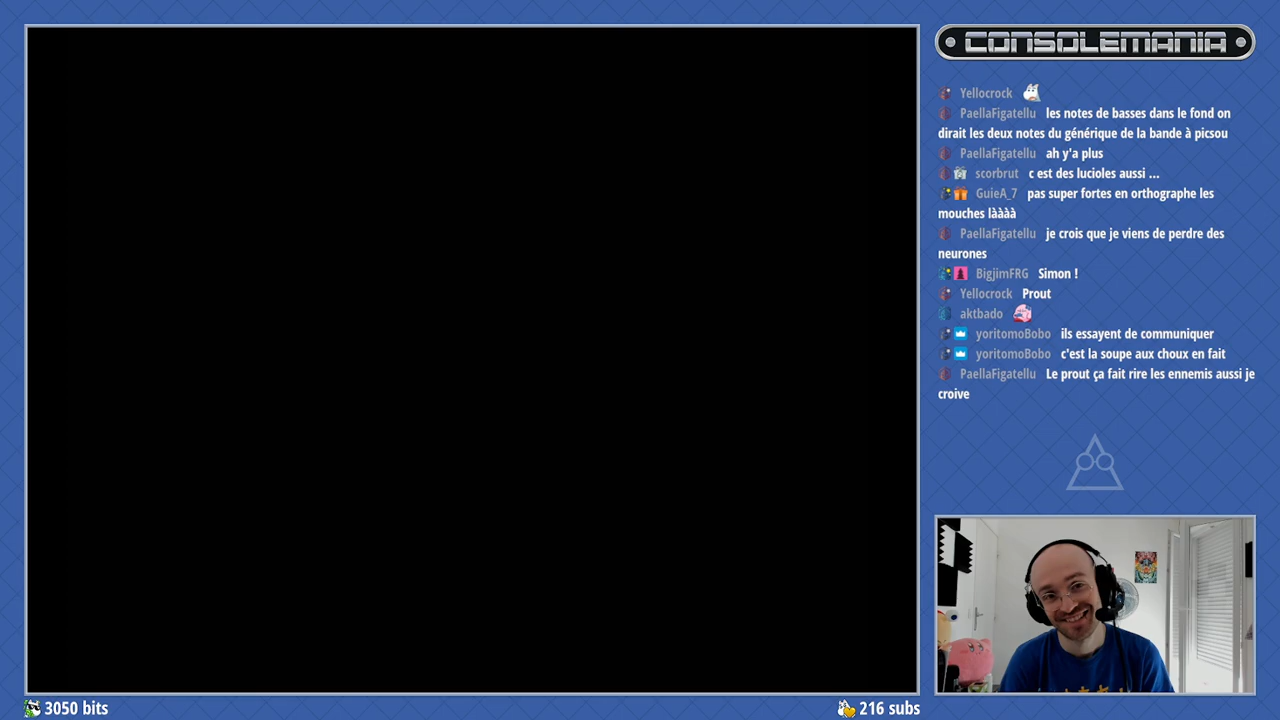 CONSOLEMANIA
Yellocrock
PaellaFigatellu les notes de basses dans le fond on
dirait les deux notes du générique de la bande à picsou
PaellaFigatellu ah y'a plus
scorbrut c est des lucioles aussi ...
GuieA_7 pas super fortes en orthographe les
mouches làààà
PaellaFigatellu je crois que je viens de perdre des
neurones
BigjimFRG Simon !
Yellocrock Prout
aktbado
yoritomoBobo ils essayent de communiquer
yoritomoBobo c'est la soupe aux choux en fait
PaellaFigatellu Le prout ça fait rire les ennemis aussi je
croive
3050 bits
216 subs